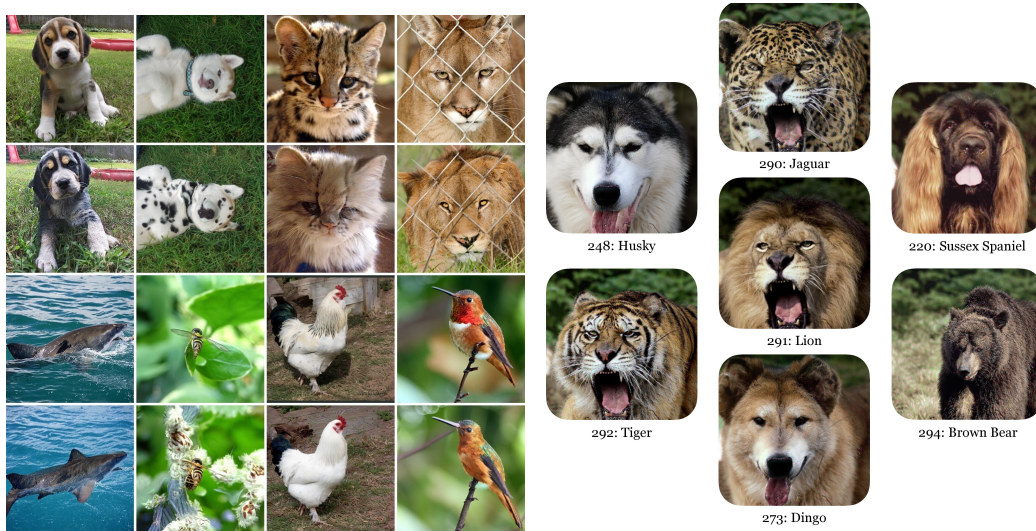 290: Jaguar
248: Husky
220: Sussex Spaniel
291: Lion
292: Tiger
294: Brown Bear
273: Dingo